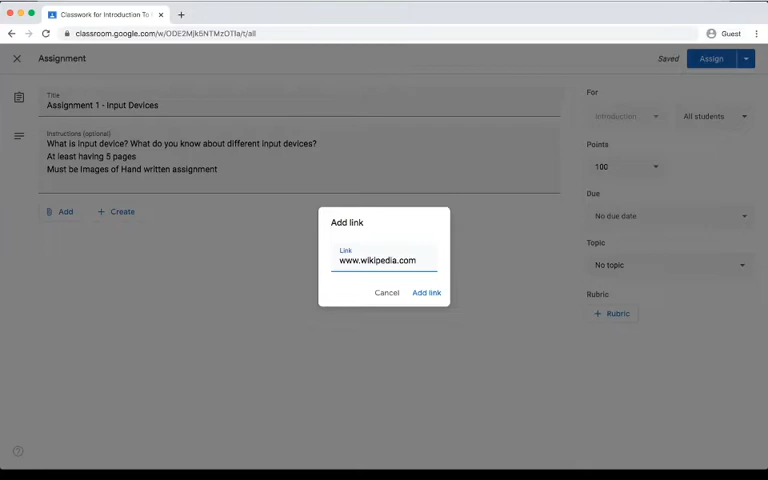 Classwork for Introduction To
classroom.google.com/w/ODE2Mjk5NTMzOTIa/t/all
Guest
Assignment
Saved
Assign
Title
Assignment 1 - Input Devices
Instructions (optional)
What is input device? What do you know about different input devices?
At least having 5 pages
Must be Images of Hand written assignment
Add
Create
For
Introduction ...
All students
Points
100
Due
No due date
Topic
No topic
Rubric
Rubric
Add link
Link
www.wikipedia.com
Cancel
Add link